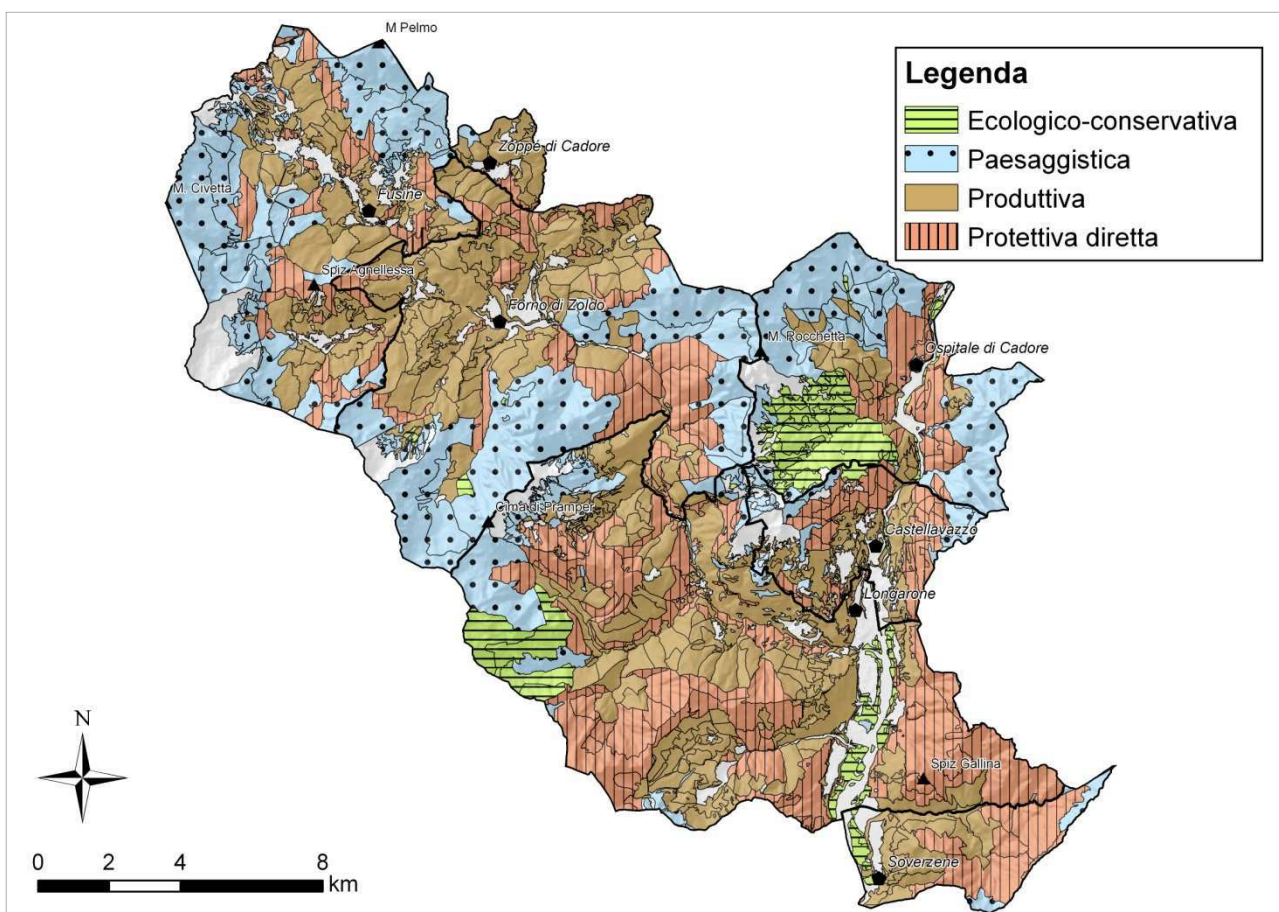 M Pelmo
Legenda
Ecologico-conservativa
Paesaggistica
Produttiva
Protettiva diretta
Zoppè di Cadore
M. Civetta
Fusine
Spiz Agnellessa
Forno di Zoldo
M. Rocchetta
Ospitale di Cadore
Cima di Pramper
Castellavazzo
Longarone
N
Spiz Gallina
0 2 4 8
km
Soverzene